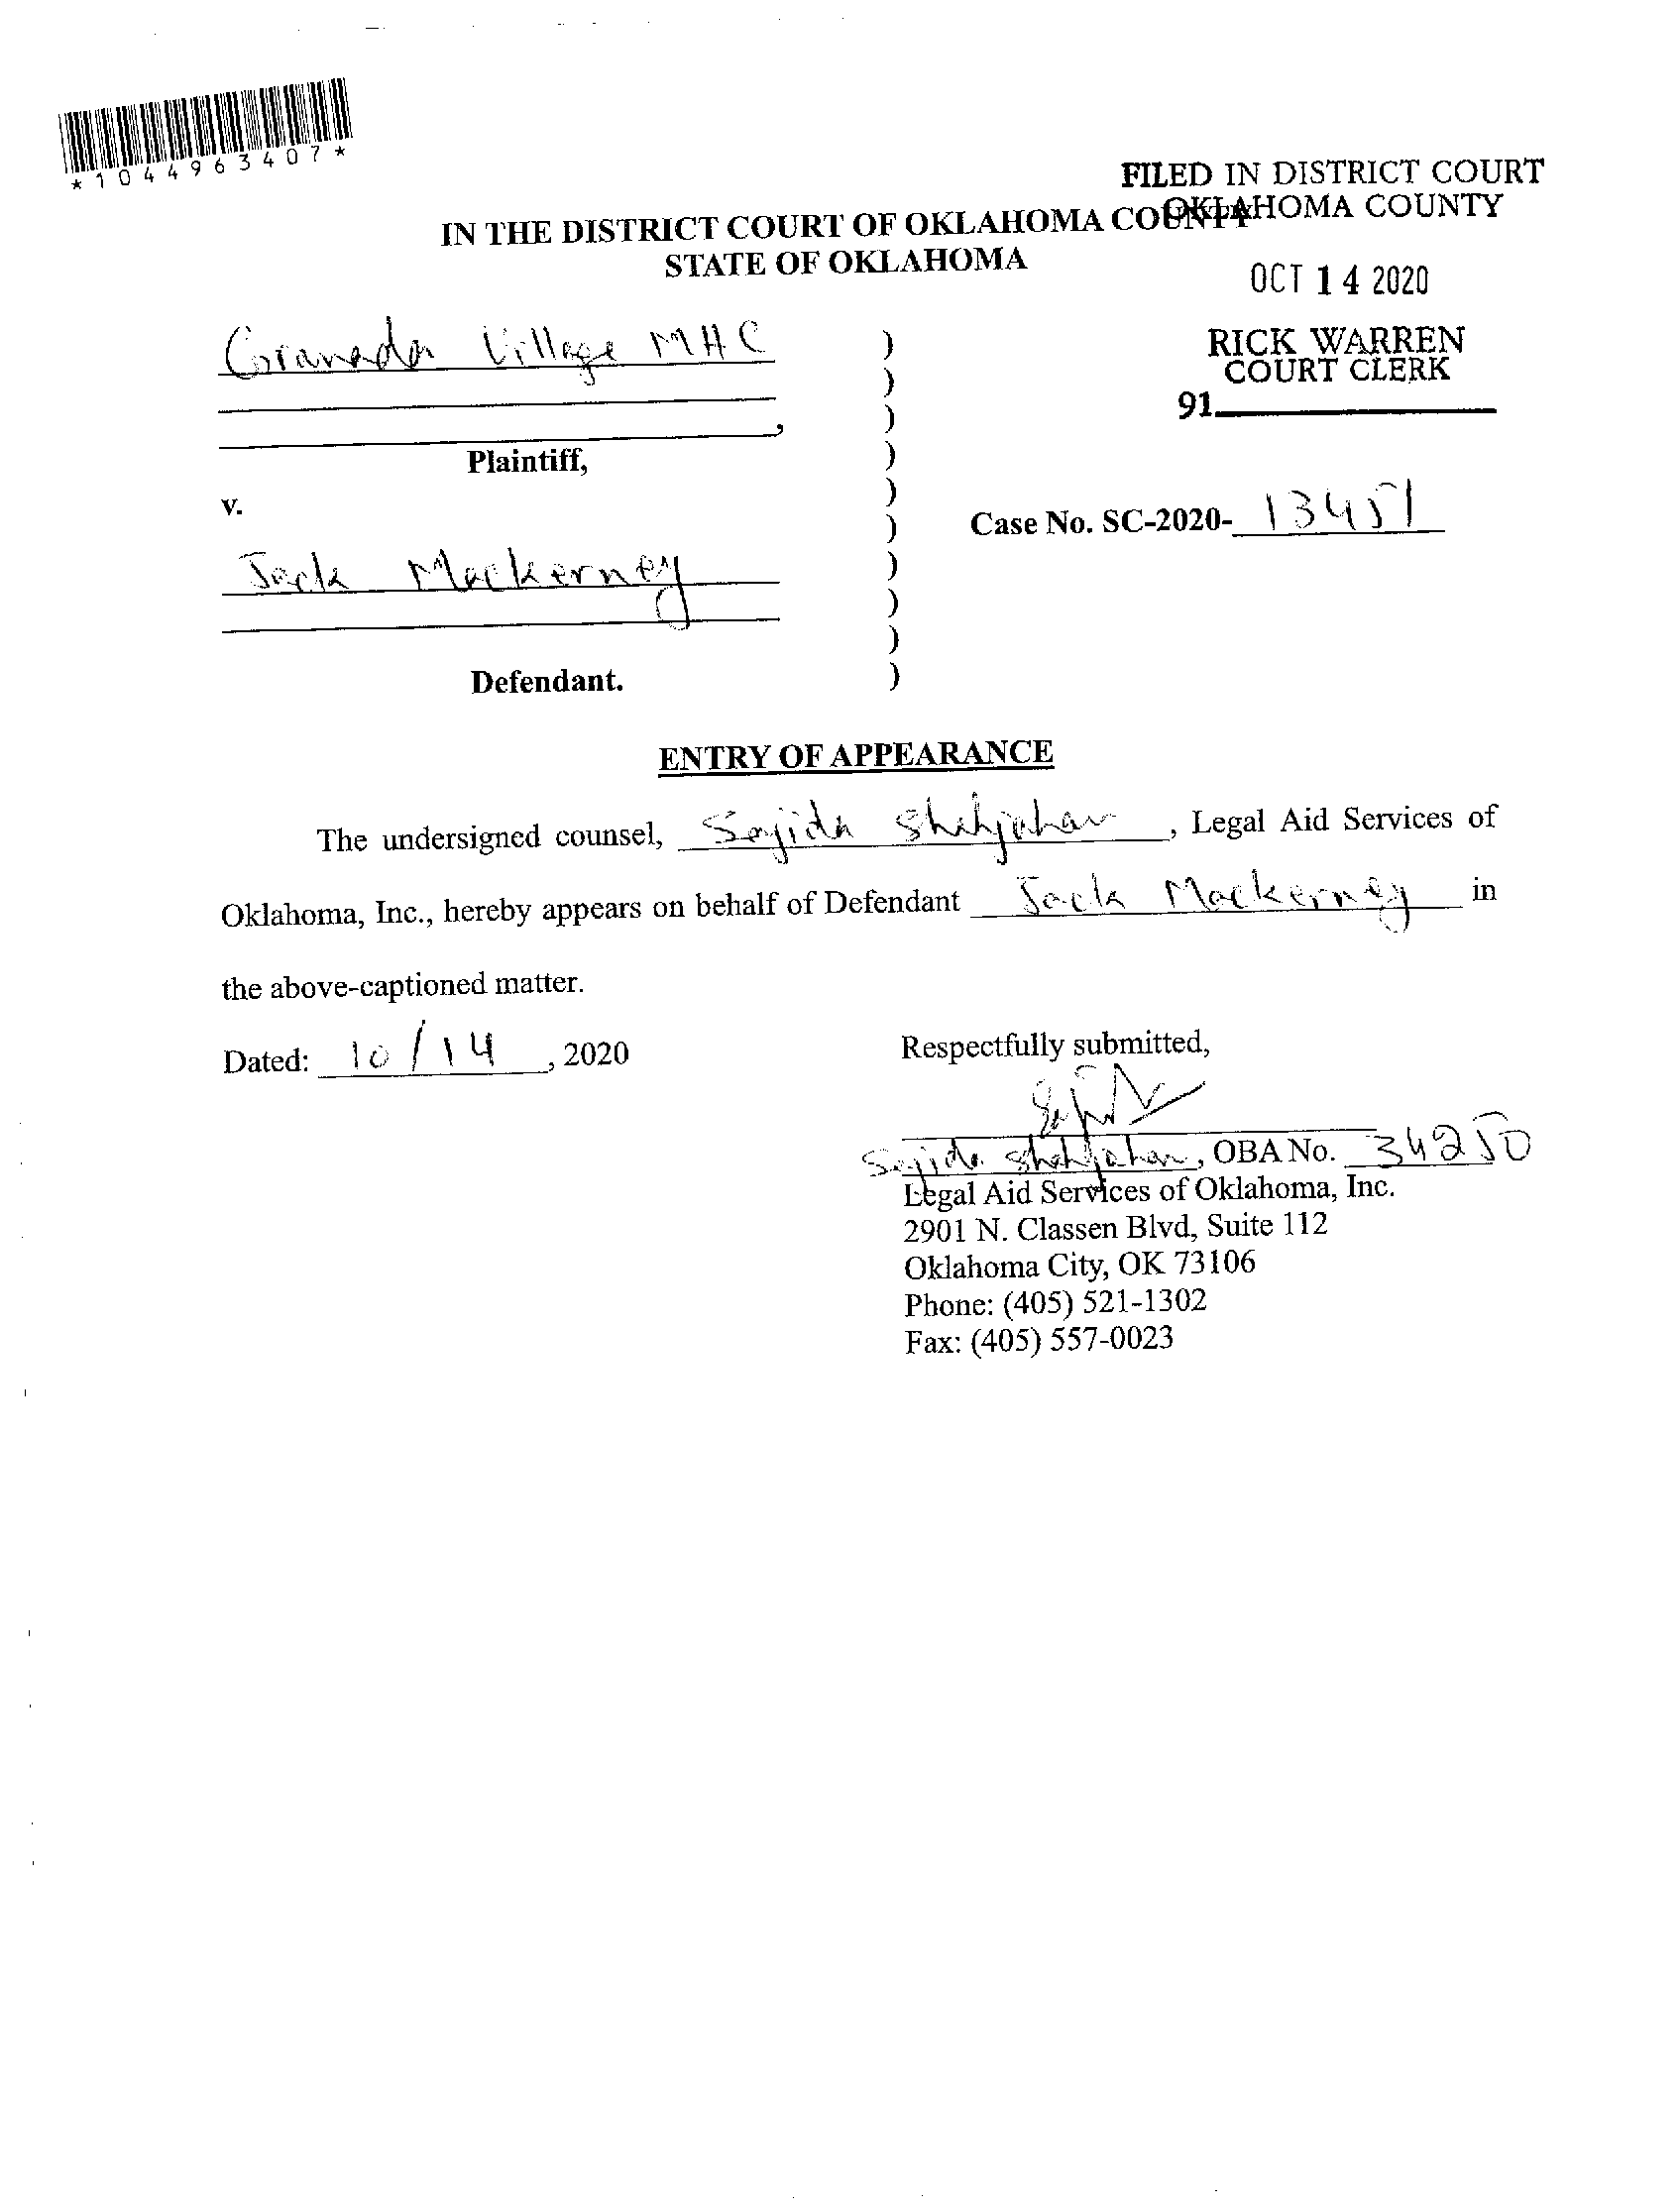 *1044963407*
FILED IN DISTRICT COURT
OKLAHOMA COUNTY
IN THE DISTRICT COURT OF OKLAHOMA COUNTY
STATE OF OKLAHOMA
OCT 14 2020
RICK WARREN
COURT CLERK
91
Granada Village MHC )
)
) 
,
Plaintiff, )
v. )
Case No. SC-2020- 13451
)
Jack Mackerney )
)
)
Defendant. )
ENTRY OF APPEARANCE
The undersigned counsel, Sajida Shahjahan, Legal Aid Services of
Oklahoma, Inc., hereby appears on behalf of Defendant Jack Mackerney in
the above-captioned matter.
Dated: 10/14, 2020
Respectfully submitted,
Sajida Shahjahan, OBA No. 34250
Legal Aid Services of Oklahoma, Inc.
2901 N. Classen Blvd, Suite 112
Oklahoma City, OK 73106
Phone: (405) 521-1302
Fax: (405) 557-0023